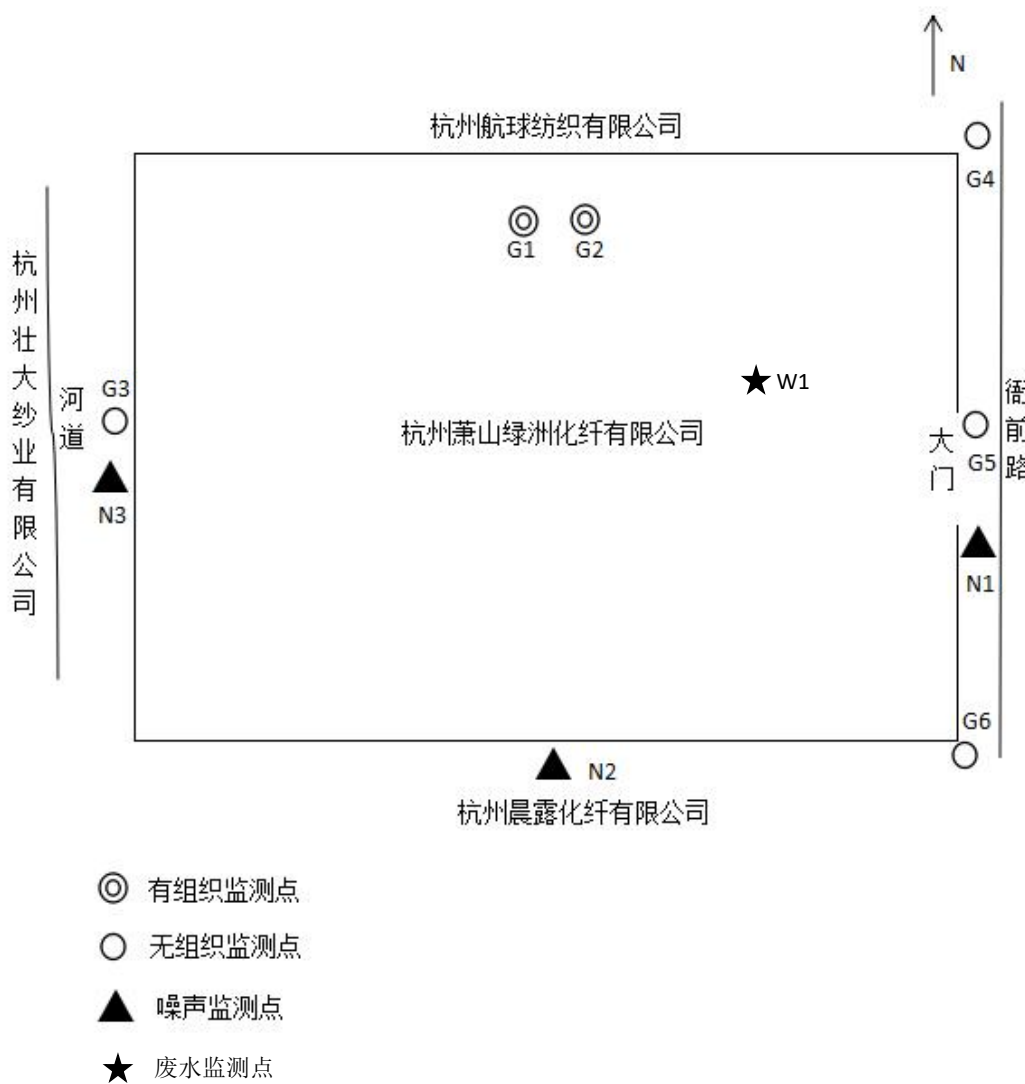 N
杭州航球纺织有限公司
G4
G1
G2
杭州壮大纱业有限公司
河道
G3
W1
衙前路
杭州萧山绿洲化纤有限公司
大门
G5
N3
N1
G6
N2
杭州晨露化纤有限公司
有组织监测点
无组织监测点
噪声监测点
废水监测点